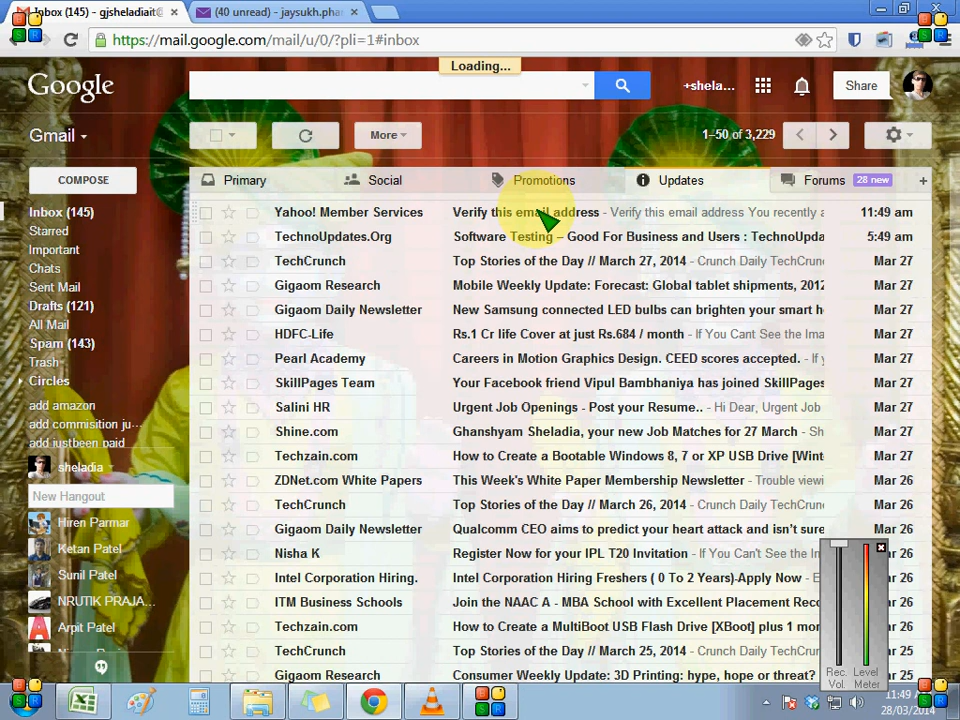 Inbox (145) - gjsheladiait@
(40 unread) - jaysukh.phar
https://mail.google.com/mail/u/0/?pli=1#inbox
Loading...
Google
+shela...
Share
Gmail
More
1–50 of 3,229
COMPOSE
Primary
Social
Promotions
Updates
Forums
28 new
+
Inbox (145)
Starred
Important
Chats
Sent Mail
Drafts (121)
All Mail
Spam (143)
Trash
Circles
add amazon
add commisition ju...
add justbeen paid
sheladia
New Hangout
Hiren Parmar
Ketan Patel
Sunil Patel
NRUTIK PRAJA...
Arpit Patel
Yahoo! Member Services Verify this email address - Verify this email address You recently a 11:49 am
TechnoUpdates.Org Software Testing – Good For Business and Users : TechnoUpda 5:49 am
TechCrunch Top Stories of the Day // March 27, 2014 - Crunch Daily TechCrunc Mar 27
Gigaom Research Mobile Weekly Update: Forecast: Global tablet shipments, 2012 Mar 27
Gigaom Daily Newsletter New Samsung connected LED bulbs can brighten your smart h Mar 27
HDFC-Life Rs.1 Cr life Cover at just Rs.684 / month - If You Cant See the Ima Mar 27
Pearl Academy Careers in Motion Graphics Design. CEED scores accepted. - If y Mar 27
SkillPages Team Your Facebook friend Vipul Bambhaniya has joined SkillPages Mar 27
Salini HR Urgent Job Openings - Post your Resume.. - Hi Dear, Urgent Job Mar 27
Shine.com Ghanshyam Sheladia, your new Job Matches for 27 March - Sh Mar 27
Techzain.com How to Create a Bootable Windows 8, 7 or XP USB Drive [Wint Mar 27
ZDNet.com White Papers This Week's White Paper Membership Newsletter - Trouble viewi Mar 26
TechCrunch Top Stories of the Day // March 26, 2014 - Crunch Daily TechCrunc Mar 26
Gigaom Daily Newsletter Qualcomm CEO aims to predict your heart attack and isn't sure Mar 26
Nisha K Register Now for your IPL T20 Invitation - If You Can't See the Im
Intel Corporation Hiring. Intel Corporation Hiring Freshers ( 0 To 2 Years)-Apply Now - E 26
ITM Business Schools Join the NAAC A - MBA School with Excellent Placement Rec 26
Techzain.com How to Create a MultiBoot USB Flash Drive [XBoot] plus 1 mor 26
TechCrunch Top Stories of the Day // March 25, 2014 - Crunch Daily 25
Gigaom Research Consumer Weekly Update: 3D Printing: hype, hope or threat? 25
Rec. Vol.
Level Meter
11:49
28/03/2014